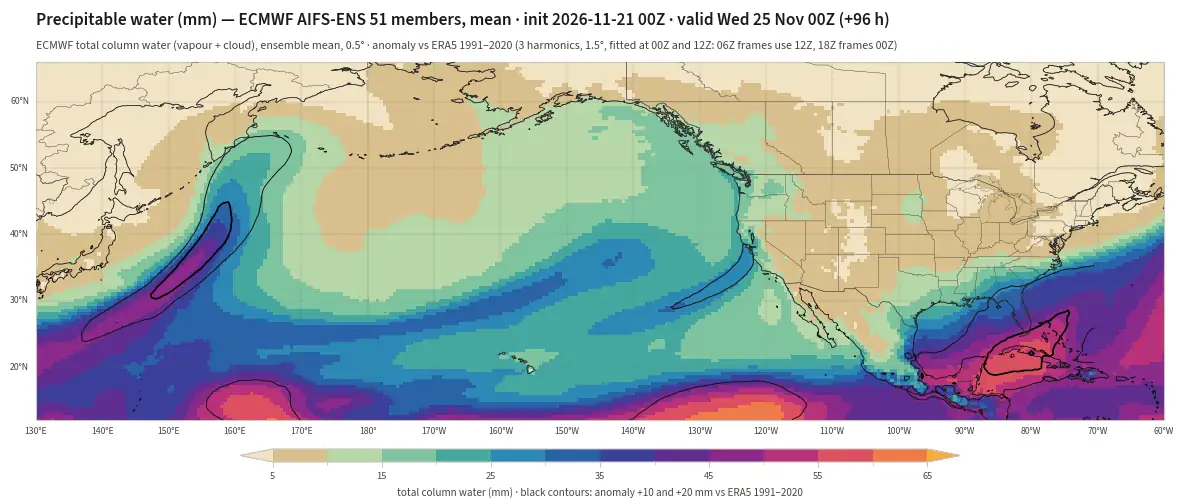 Precipitable water (mm) — ECMWF AIFS-ENS 51 members, mean · init 2026-11-21 00Z · valid Wed 25 Nov 00Z (+96 h)
ECMWF total column water (vapour + cloud), ensemble mean, 0.5° · anomaly vs ERA5 1991–2020 (3 harmonics, 1.5°, fitted at 00Z and 12Z: 06Z frames use 12Z, 18Z frames 00Z)
60°N
50°N
40°N
30°N
20°N
130°E 140°E 150°E 160°E 170°E 180° 170°W 160°W 150°W 140°W 130°W 120°W 110°W 100°W 90°W 80°W 70°W 60°W
5 15 25 35 45 55 65
total column water (mm) · black contours: anomaly +10 and +20 mm vs ERA5 1991–2020